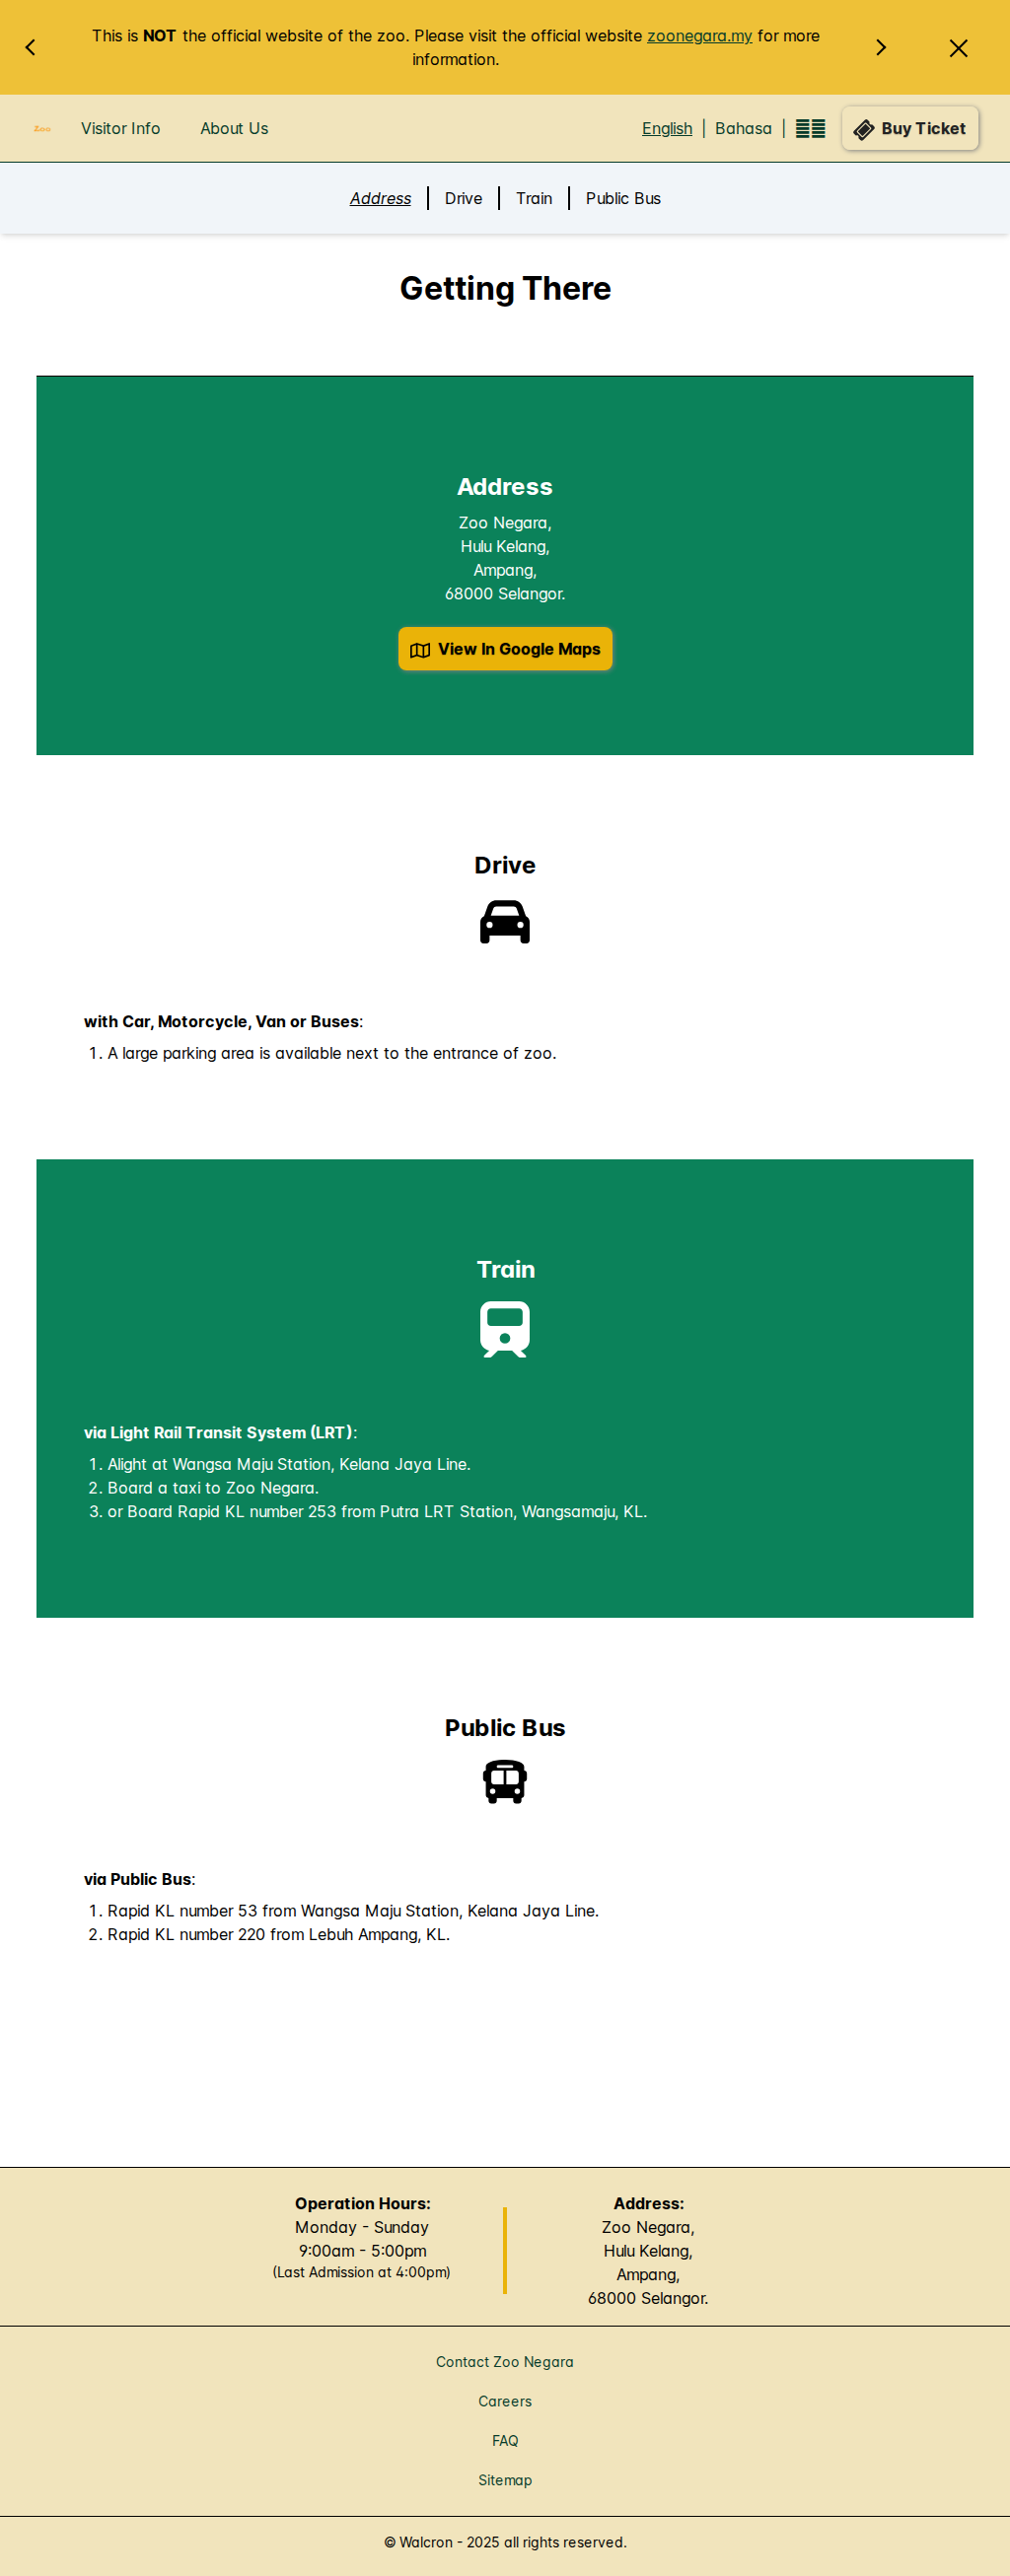 This is NOT the official website of the zoo. Please visit the official website zoonegara.my for more
information.
Zoo
Visitor Info
About Us
English | Bahasa |
Buy Ticket
Address
Drive
Train
Public Bus
Getting There
Address
Zoo Negara,
Hulu Kelang,
Ampang,
68000 Selangor.
View In Google Maps
Drive
with Car, Motorcycle, Van or Buses:
1. A large parking area is available next to the entrance of zoo.
Train
via Light Rail Transit System (LRT):
1. Alight at Wangsa Maju Station, Kelana Jaya Line.
2. Board a taxi to Zoo Negara.
3. or Board Rapid KL number 253 from Putra LRT Station, Wangsamaju, KL.
Public Bus
via Public Bus:
1. Rapid KL number 53 from Wangsa Maju Station, Kelana Jaya Line.
2. Rapid KL number 220 from Lebuh Ampang, KL.
Operation Hours:
Monday - Sunday
9:00am - 5:00pm
(Last Admission at 4:00pm)
Address:
Zoo Negara,
Hulu Kelang,
Ampang,
68000 Selangor.
Contact Zoo Negara
Careers
FAQ
Sitemap
© Walcron - 2025 all rights reserved.